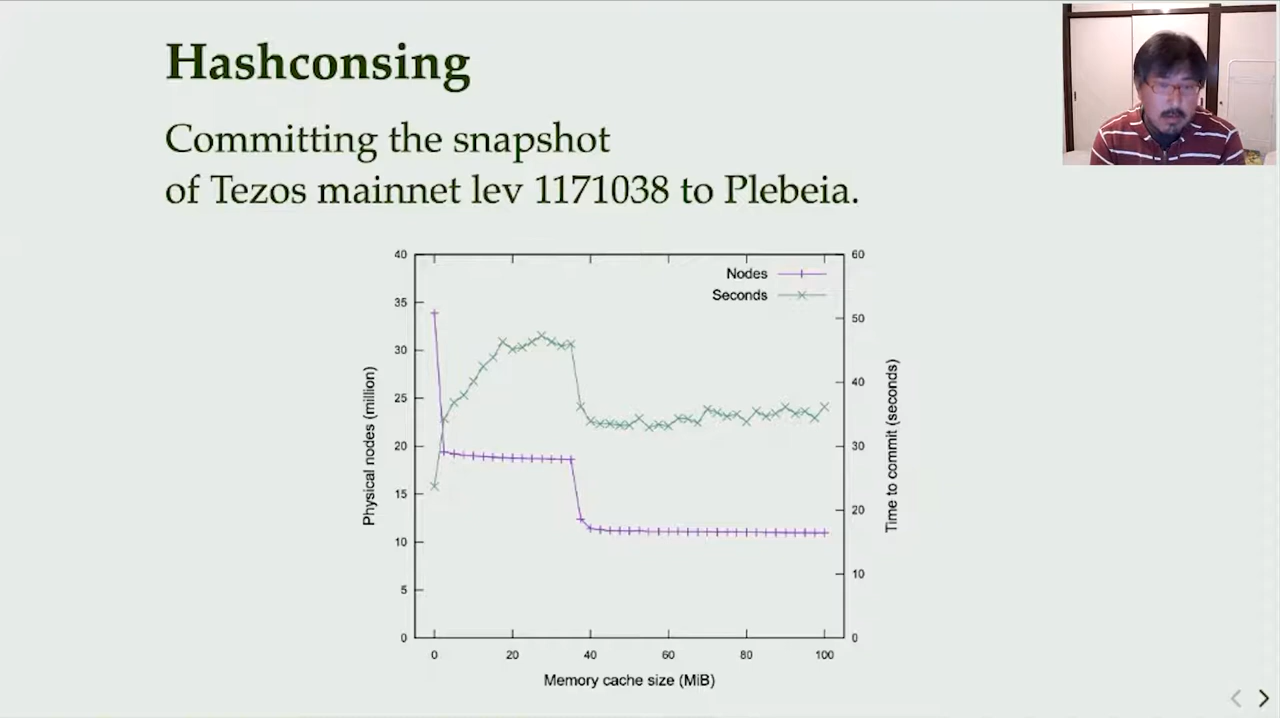 Hashconsing
Committing the snapshot
of Tezos mainnet lev 1171038 to Plebeia.
40
35
30
25
20
15
10
5
0
Physical nodes (million)
Nodes
Seconds
60
50
40
30
20
10
0
Time to commit (seconds)
0 20 40 60 80 100
Memory cache size (MiB)